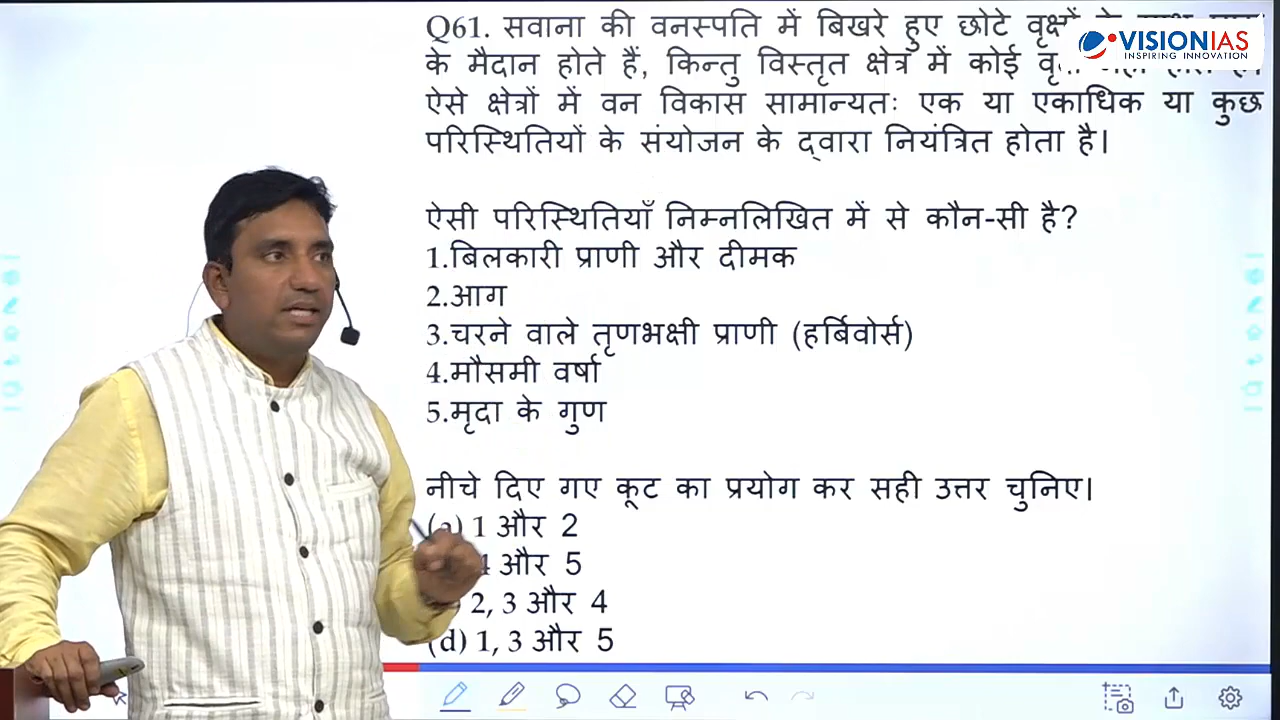 Q61. सवाना की वनस्पति में बिखरे हुए छोटे वृक्षों
VISIONIAS
INSPIRING INNOVATION
के मैदान होते हैं, किन्तु विस्तृत क्षेत्र में कोई
ऐसे क्षेत्रों में वन विकास सामान्यतः एक या एकाधिक या कुछ
परिस्थितियों के संयोजन के द्वारा नियंत्रित होता है।
ऐसी परिस्थितियाँ निम्नलिखित में से कौन-सी है?
1.बिलकारी प्राणी और दीमक
2.आग
3.चरने वाले तृणभक्षी प्राणी (हर्बिवोर्स)
4.मौसमी वर्षा
5.मृदा के गुण
नीचे दिए गए कूट का प्रयोग कर सही उत्तर चुनिए।
(a) 1 और 2
4 और 5
2, 3 और 4
(d) 1, 3 और 5